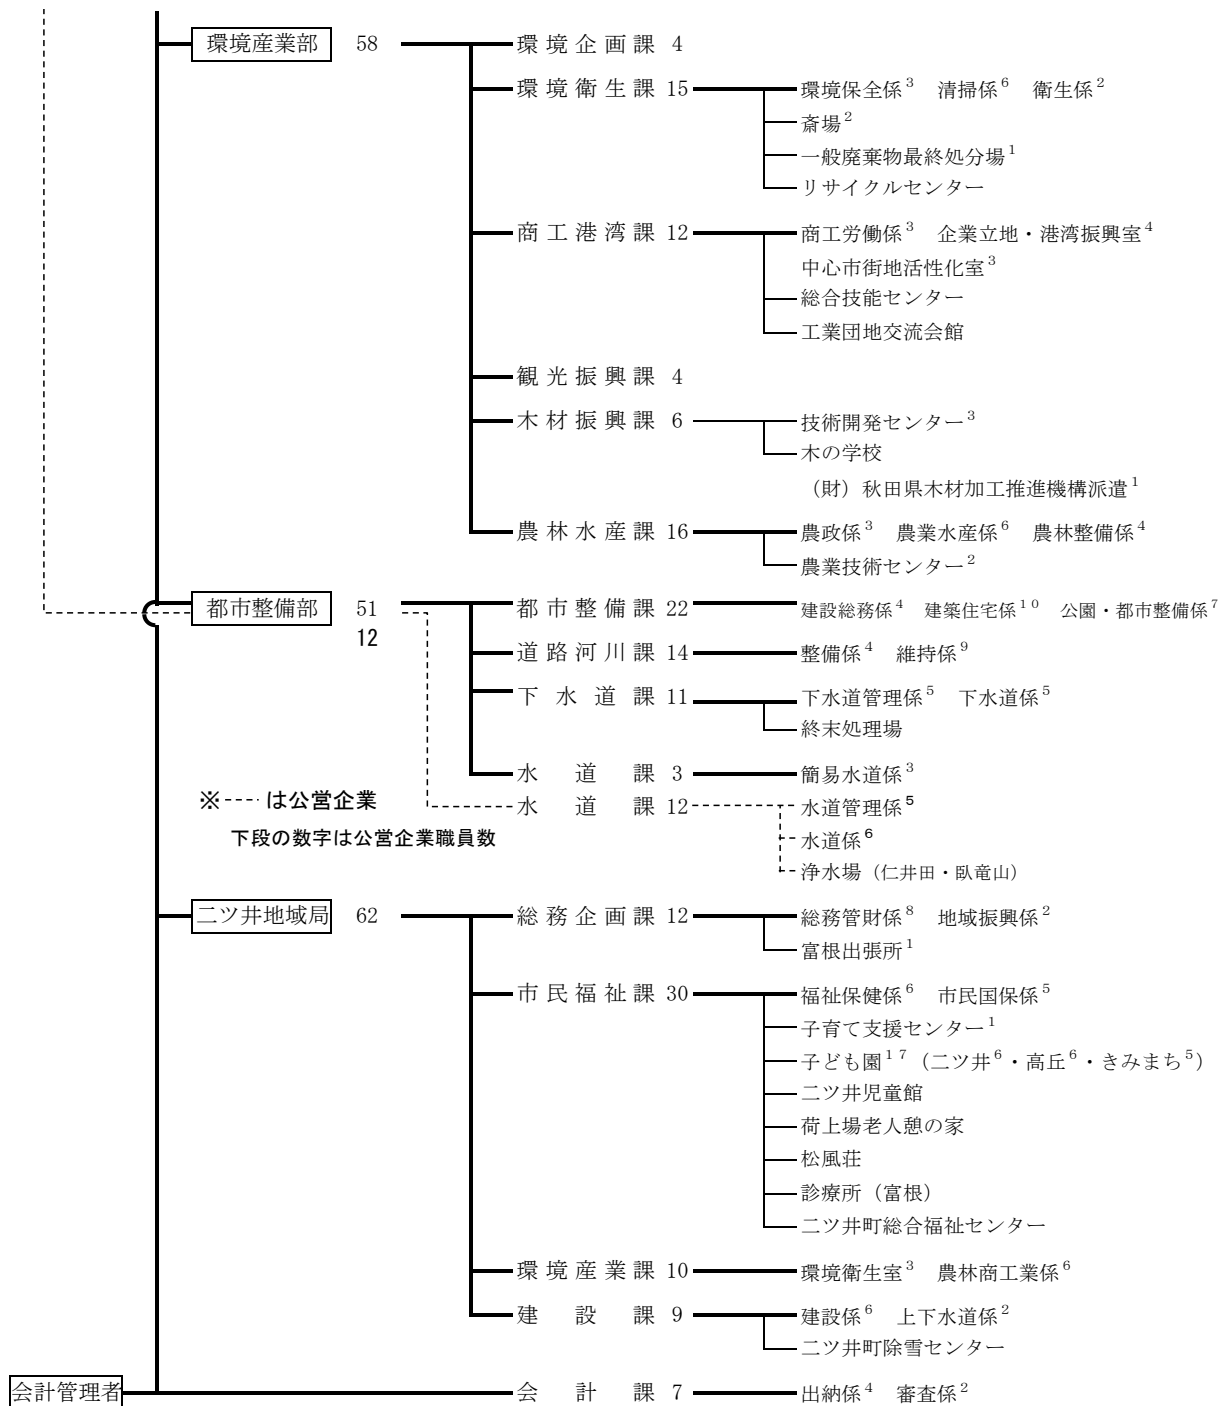 環境産業部 58 環境企画課 4
環境衛生課 15 環境保全係3 清掃係6 衛生係2
斎場2
一般廃棄物最終処分場1
リサイクルセンター
商工港湾課 12 商工労働係3 企業立地・港湾振興室4
中心市街地活性化室3
総合技能センター
工業団地交流会館
観光振興課 4
木材振興課 6 技術開発センター3
木の学校
（財）秋田県木材加工推進機構派遣1
農林水産課 16 農政係3 農業水産係6 農林整備係4
農業技術センター2
都市整備部 51 都市整備課 22 建設総務係4 建築住宅係10 公園・都市整備係7
12
道路河川課 14 整備係4 維持係9
下水道課 11 下水道管理係5 下水道係5
終末処理場
水道課 3 簡易水道係3
※---- は公営企業 水道課 12 水道管理係5
下段の数字は公営企業職員数 水道係6
浄水場（仁井田・臥竜山）
二ツ井地域局 62 総務企画課 12 総務管財係8 地域振興係2
富根出張所1
市民福祉課 30 福祉保健係6 市民国保係5
子育て支援センター1
子ども園17（二ツ井6・高丘6・きみまち5）
二ツ井児童館
荷上場老人憩の家
松風荘
診療所（富根）
二ツ井町総合福祉センター
環境産業課 10 環境衛生室3 農林商工業係6
建設課 9 建設係6 上下水道係2
二ツ井町除雪センター
会計管理者 会計課 7 出納係4 審査係2